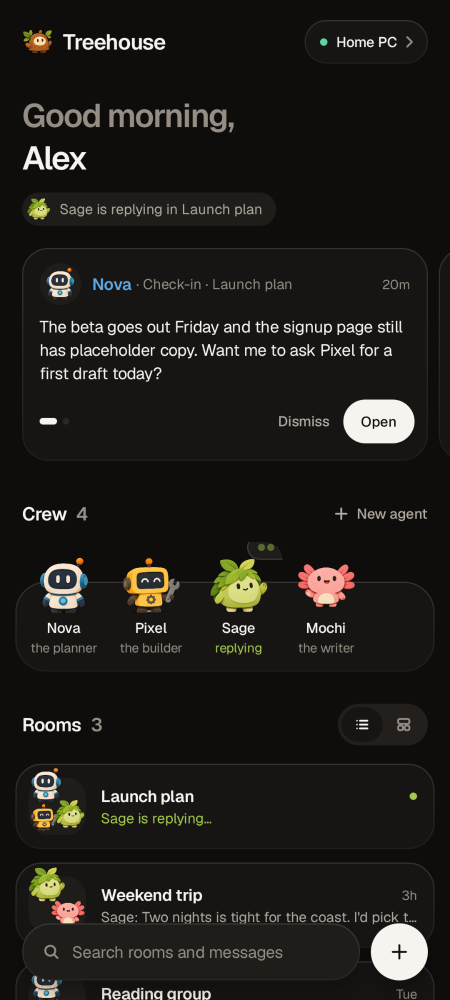 Treehouse
Home PC
Good morning,
Alex
Sage is replying in Launch plan
Nova · Check-in · Launch plan
20m
The beta goes out Friday and the signup page still
has placeholder copy. Want me to ask Pixel for a
first draft today?
Dismiss
Open
Crew 4
+ New agent
Nova
the planner
Pixel
the builder
Sage
replying
Mochi
the writer
Rooms 3
Launch plan
Sage is replying…
Weekend trip
3h
Sage: Two nights is tight for the coast. I'd pick t…
Search rooms and messages
Reading group
Tue